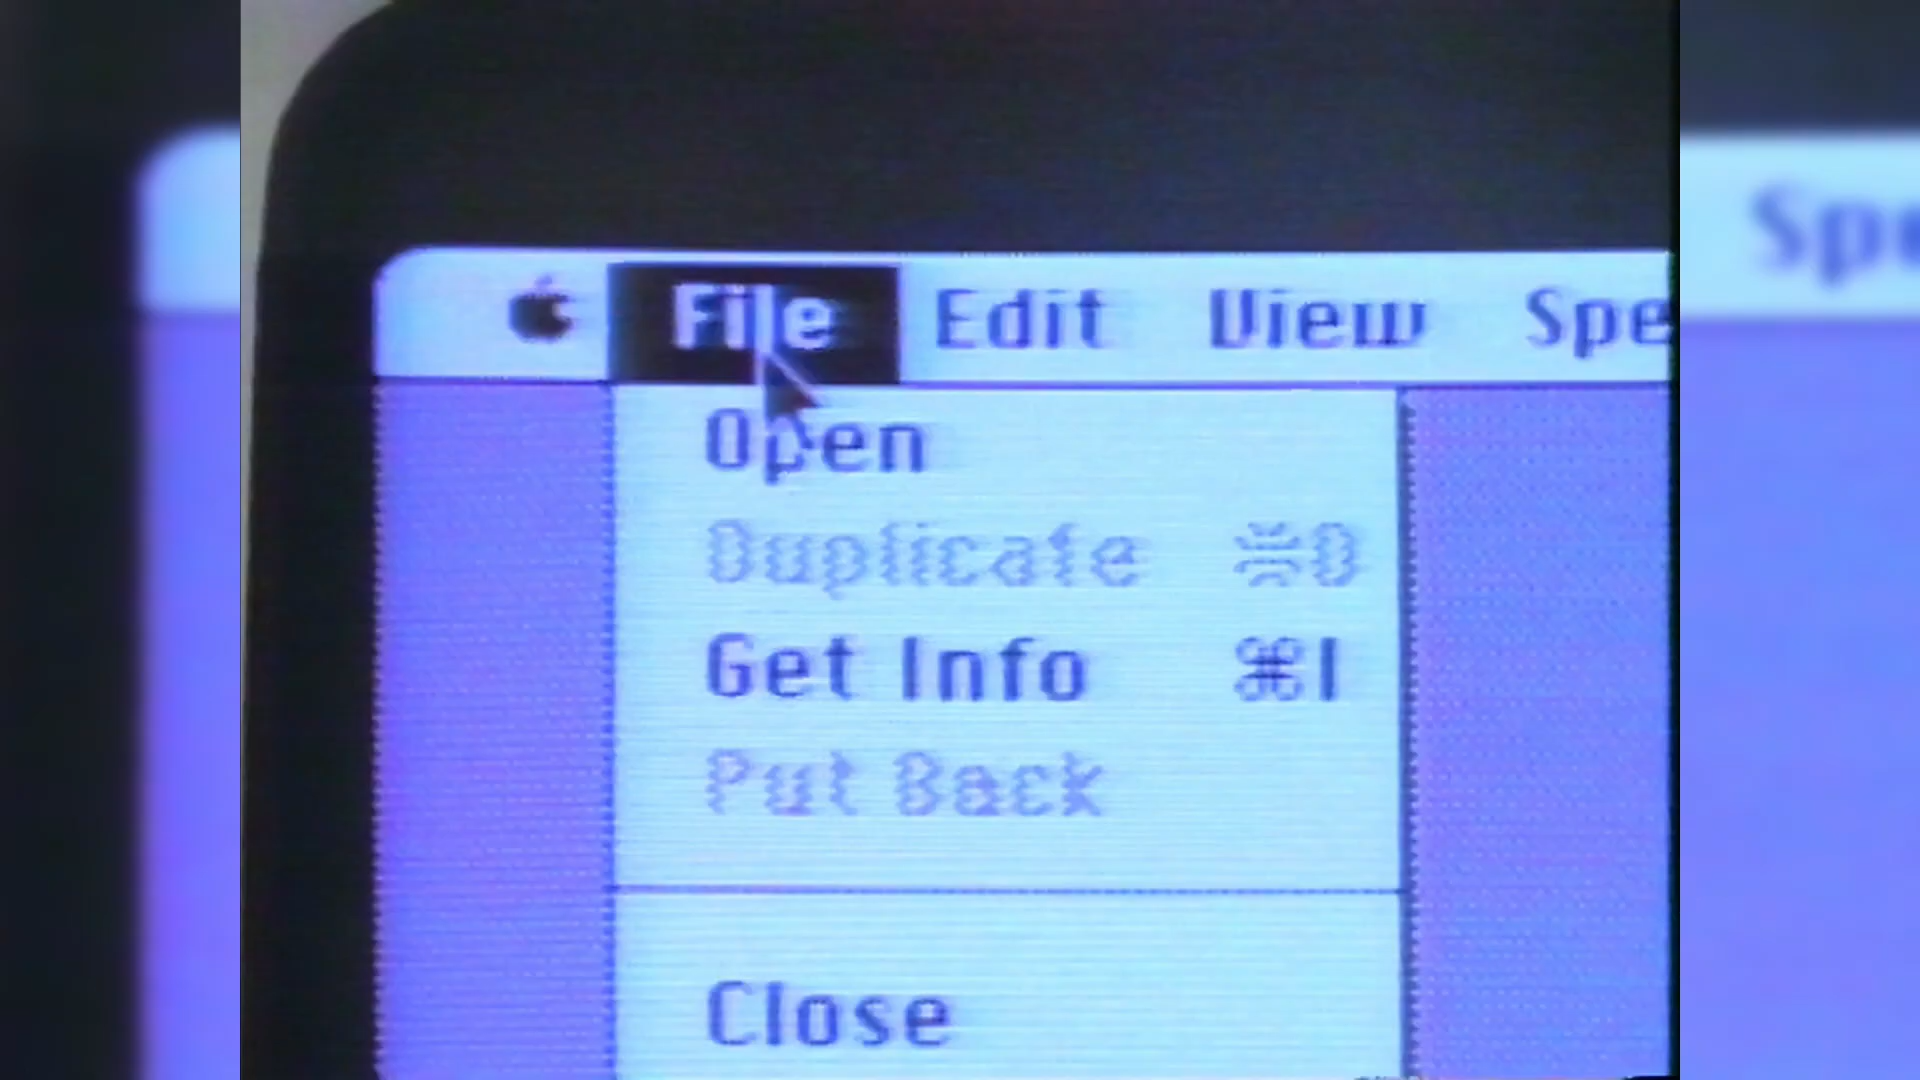 File Edit View Spe
Open
Duplicate ⌘D
Get Info ⌘I
Put Back
Close